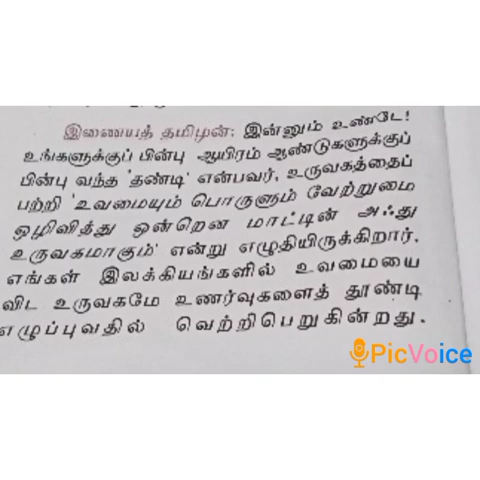 இணையத் தமிழன்: இன்னும் உண்டே!
உங்களுக்குப் பின்பு ஆயிரம் ஆண்டுகளுக்குப்
பின்பு வந்த 'தண்டி' என்பவர், உருவகத்தைப்
பற்றி 'உவமையும் பொருளும் வேற்றுமை
ஒழிவித்து ஒன்றென மாட்டின் அஃது
உருவகமாகும்' என்று எழுதியிருக்கிறார்.
எங்கள் இலக்கியங்களில் உவமையை
விட உருவகமே உணர்வுகளைத் தூண்டி
எழுப்புவதில் வெற்றிபெறுகின்றது.
PicVoice